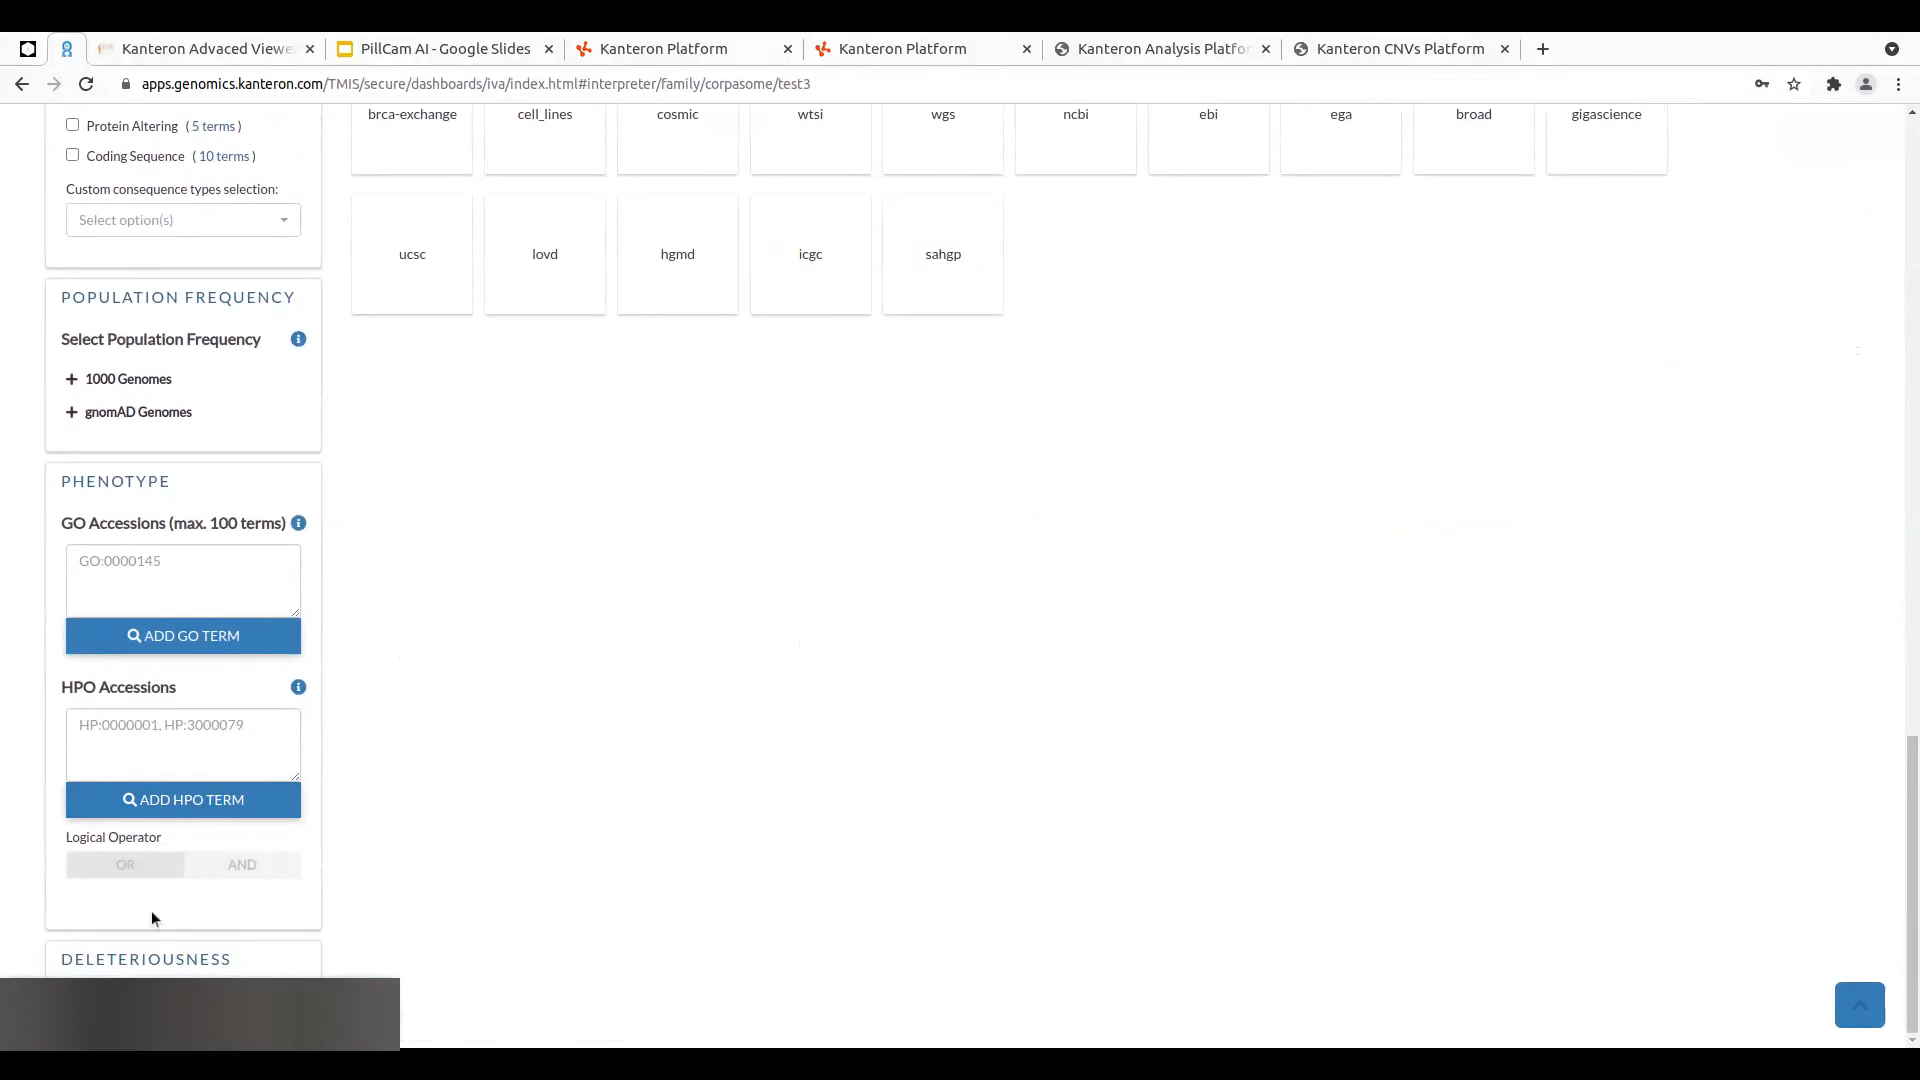 Kanteron Advaced Viewe
PillCam AI - Google Slides
Kanteron Platform
Kanteron Platform
Kanteron Analysis Platfo
Kanteron CNVs Platform
apps.genomics.kanteron.com/TMIS/secure/dashboards/iva/index.html#interpreter/family/corpasome/test3
Protein Altering ( 5 terms )
Coding Sequence ( 10 terms )
Custom consequence types selection:
Select option(s)
POPULATION FREQUENCY
Select Population Frequency
1000 Genomes
gnomAD Genomes
PHENOTYPE
GO Accessions (max. 100 terms)
GO:0000145
ADD GO TERM
HPO Accessions
HP:0000001, HP:3000079
ADD HPO TERM
Logical Operator
OR AND
DELETERIOUSNESS
brca-exchange cell_lines cosmic wtsi wgs ncbi ebi ega broad gigascience
ucsc lovd hgmd icgc sahgp